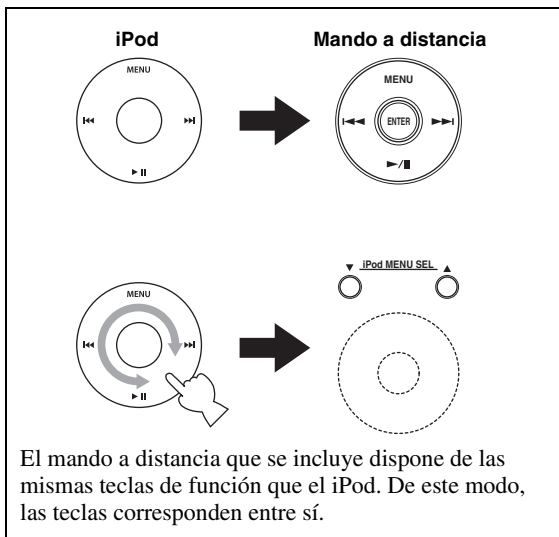 iPod
Mando a distancia
MENU
MENU
ENTER
iPod MENU SEL
MENU
El mando a distancia que se incluye dispone de las
mismas teclas de función que el iPod. De este modo,
las teclas corresponden entre sí.